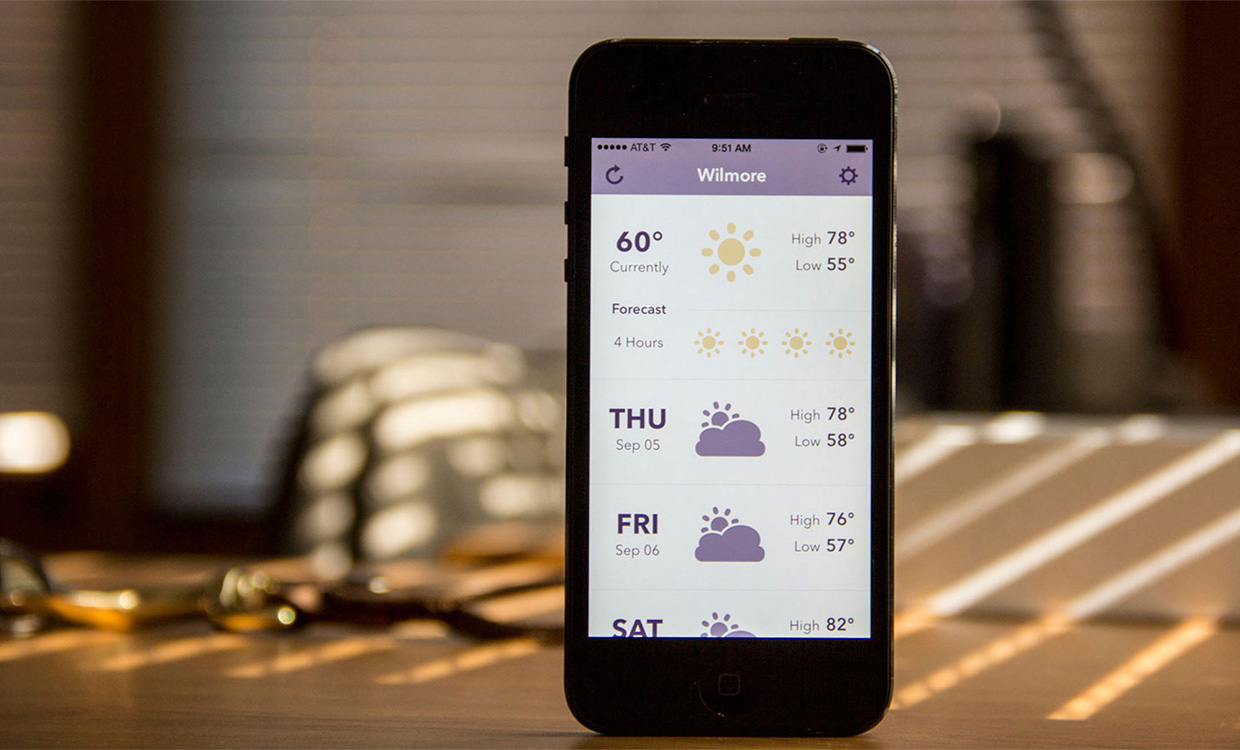 AT&T 9:51 AM
Wilmore
60°
Currently
High 78°
Low 55°
Forecast
4 Hours
THU
Sep 05
High 78°
Low 58°
FRI
Sep 06
High 76°
Low 57°
SAT
High 82°